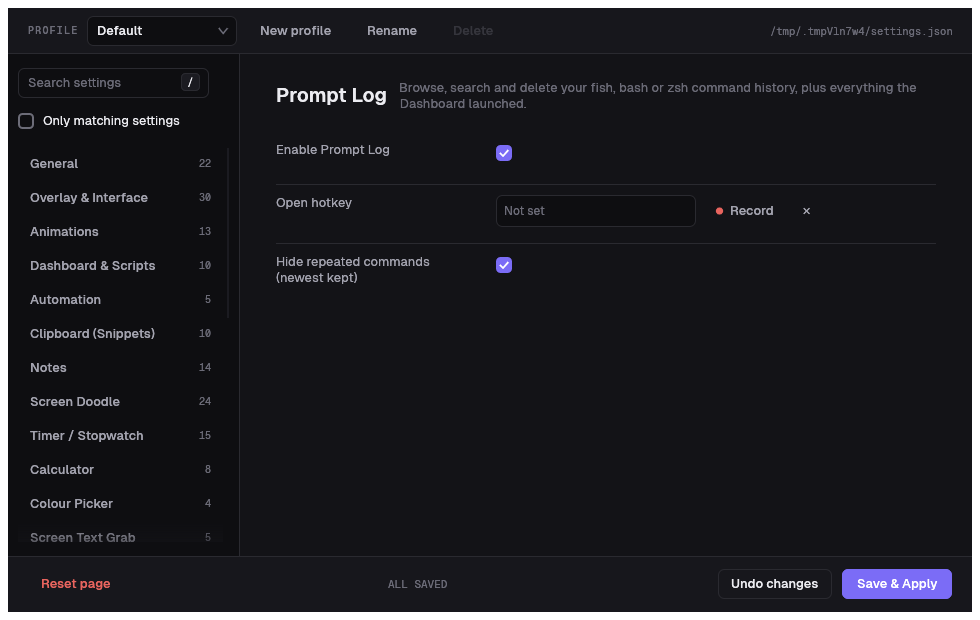 PROFILE Default New profile Rename Delete /tmp/.tmpVln7w4/settings.json
Search settings /
Only matching settings
General 22
Overlay & Interface 30
Animations 13
Dashboard & Scripts 10
Automation 5
Clipboard (Snippets) 10
Notes 14
Screen Doodle 24
Timer / Stopwatch 15
Calculator 8
Colour Picker 4
Screen Text Grab 5
Prompt Log
Browse, search and delete your fish, bash or zsh command history, plus everything the
Dashboard launched.
Enable Prompt Log
Open hotkey Not set Record ×
Hide repeated commands
(newest kept)
Reset page ALL SAVED Undo changes Save & Apply